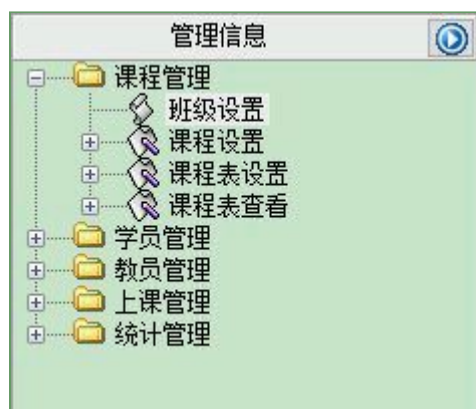 管理信息
课程管理
班级设置
课程设置
课程表设置
课程表查看
学员管理
教员管理
上课管理
统计管理